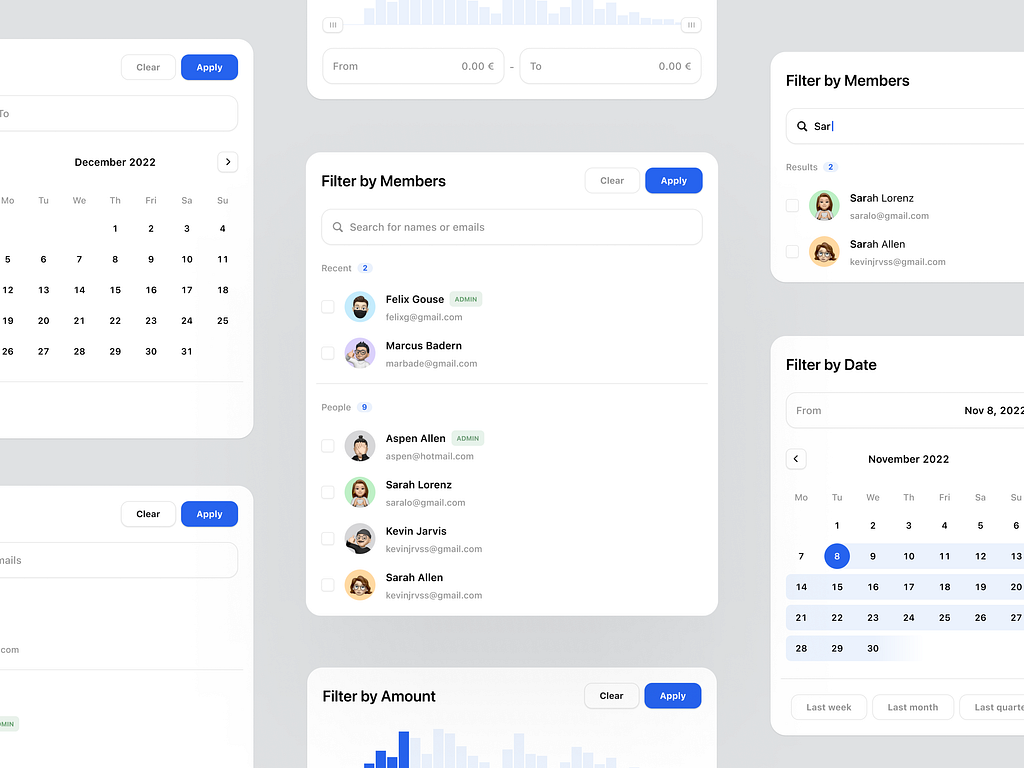 Clear Apply
To
December 2022
Mo Tu We Th Fri Sa Su
1 2 3 4
5 6 7 8 9 10 11
12 13 14 15 16 17 18
19 20 21 22 23 24 25
26 27 28 29 30 31
Clear Apply
mails
.com
MIN
From 0.00 € - To 0.00 €
Filter by Members Clear Apply
Search for names or emails
Recent 2
Felix Gouse ADMIN
felixg@gmail.com
Marcus Badern
marbade@gmail.com
People 9
Aspen Allen ADMIN
aspen@hotmail.com
Sarah Lorenz
saralo@gmail.com
Kevin Jarvis
kevinjrvss@gmail.com
Sarah Allen
kevinjrvss@gmail.com
Filter by Amount Clear Apply
Filter by Members
Sar
Results 2
Sarah Lorenz
saralo@gmail.com
Sarah Allen
kevinjrvss@gmail.com
Filter by Date
From Nov 8, 2022
November 2022
Mo Tu We Th Fri Sa Su
1 2 3 4 5 6
7 8 9 10 11 12 13
14 15 16 17 18 19 20
21 22 23 24 25 26 27
28 29 30
Last week Last month Last quarte